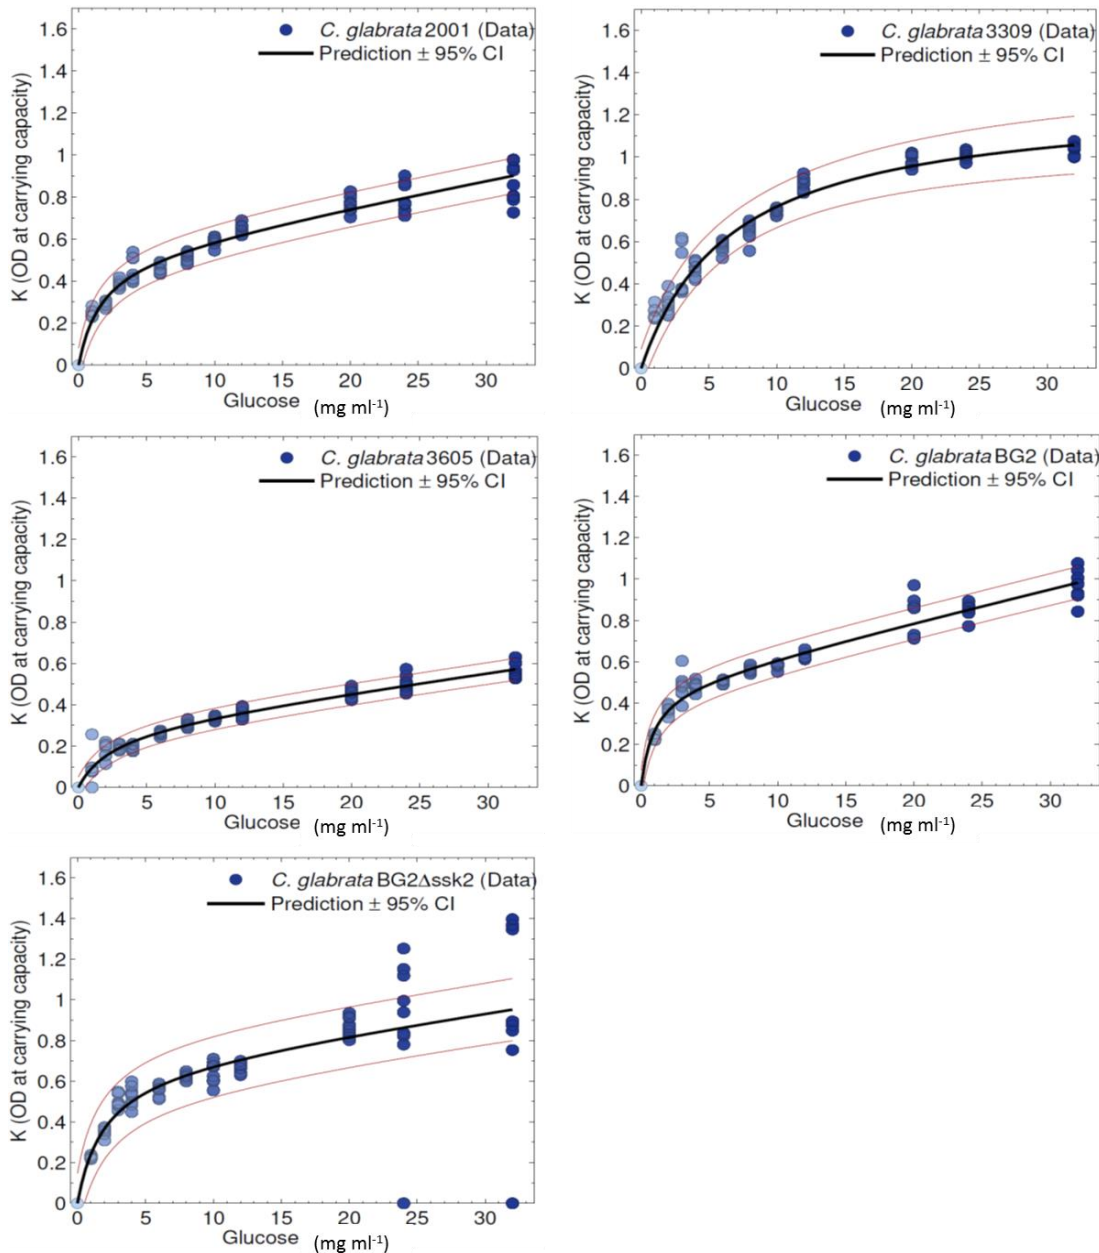 C. glabrata 2001 (Data)
Prediction ± 95% CI
K (OD at carrying capacity)
1.6
1.4
1.2
1
0.8
0.6
0.4
0.2
0
0 5 10 15 20 25 30
Glucose (mg ml⁻¹)
C. glabrata 3309 (Data)
Prediction ± 95% CI
K (OD at carrying capacity)
1.6
1.4
1.2
1
0.8
0.6
0.4
0.2
0
0 5 10 15 20 25 30
Glucose (mg ml⁻¹)
C. glabrata 3605 (Data)
Prediction ± 95% CI
K (OD at carrying capacity)
1.6
1.4
1.2
1
0.8
0.6
0.4
0.2
0
0 5 10 15 20 25 30
Glucose (mg ml⁻¹)
C. glabrata BG2 (Data)
Prediction ± 95% CI
K (OD at carrying capacity)
1.6
1.4
1.2
1
0.8
0.6
0.4
0.2
0
0 5 10 15 20 25 30
Glucose (mg ml⁻¹)
C. glabrata BG2Δssk2 (Data)
Prediction ± 95% CI
K (OD at carrying capacity)
1.6
1.4
1.2
1
0.8
0.6
0.4
0.2
0
0 5 10 15 20 25 30
Glucose (mg ml⁻¹)